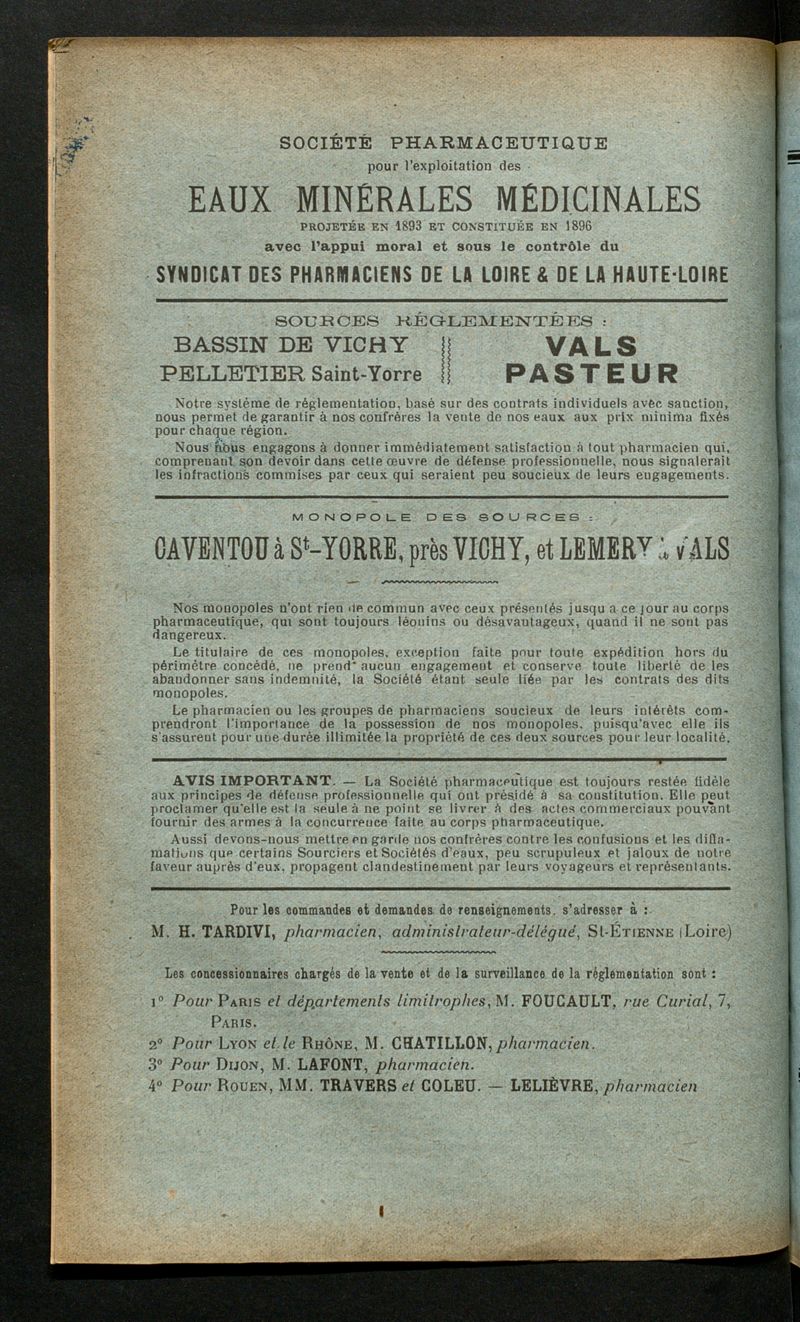 SOCIÉTÉ PHARMACEUTIQUE
pour l'exploitation des
EAUX MINÉRALES MÉDICINALES
PROJETÉE EN 1893 ET CONSTITUÉE EN 1896
avec l'appui moral et sous le contrôle du
SYNDICAT DES PHARMACIENS DE LA LOIRE & DE LA HAUTE-LOIRE
SOURCES RÉGLEMENTÉES :
BASSIN DE VICHY
PELLETIER Saint-Yorre
VALS
PASTEUR
Notre système de réglementation, basé sur des contrats individuels avec sanction,
nous permet de garantir à nos confrères la vente de nos eaux aux prix minima fixés
pour chaque région.
Nous nous engagons à donner immédiatement satisfaction à tout pharmacien qui,
comprenant son devoir dans cette œuvre de défense professionnelle, nous signalerait
les infractions commises par ceux qui seraient peu soucieux de leurs engagements.
MONOPOLE DES SOURCES :
CAVENTOU à St-YORRE, près VICHY, et LEMERY à VALS
Nos monopoles n'ont rien de commun avec ceux présentés jusqu'a ce jour au corps
pharmaceutique, qui sont toujours léonins ou désavantageux, quand il ne sont pas
dangereux.
Le titulaire de ces monopoles, exception faite pour toute expédition hors du
périmètre concédé, ne prend aucun engagement et conserve toute liberté de les
abandonner sans indemnité, la Société étant seule liée par les contrats des dits
monopoles.
Le pharmacien ou les groupes de pharmaciens soucieux de leurs intérêts com-
prendront l'importance de la possession de nos monopoles, puisqu'avec elle ils
s'assurent pour une durée illimitée la propriété de ces deux sources pour leur localité.
AVIS IMPORTANT. — La Société pharmaceutique est toujours restée fidèle
aux principes de défense professionnelle qui ont présidé à sa constitution. Elle peut
proclamer qu'elle est la seule à ne point se livrer à des actes commerciaux pouvant
fournir des armes à la concurrence faite au corps pharmaceutique.
Aussi devons-nous mettre en garde nos confrères contre les confusions et les diffa-
mations que certains Sourciers et Sociétés d'eaux, peu scrupuleux et jaloux de notre
faveur auprès d'eux, propagent clandestinement par leurs voyageurs et représentants.
Pour les commandes et demandes de renseignements, s'adresser à :
M. H. TARDIVI, pharmacien, administrateur-délégué, St-ÉTIENNE (Loire)
Les concessionnaires chargés de la vente et de la surveillance de la réglementation sont :
1° Pour PARIS et départements limitrophes, M. FOUCAULT, rue Curial, 7,
PARIS.
2° Pour LYON et le RHÔNE, M. CHATILLON, pharmacien.
3° Pour DIJON, M. LAFONT, pharmacien.
4° Pour ROUEN, MM. TRAVERS et COLEU. — LELIÈVRE, pharmacien